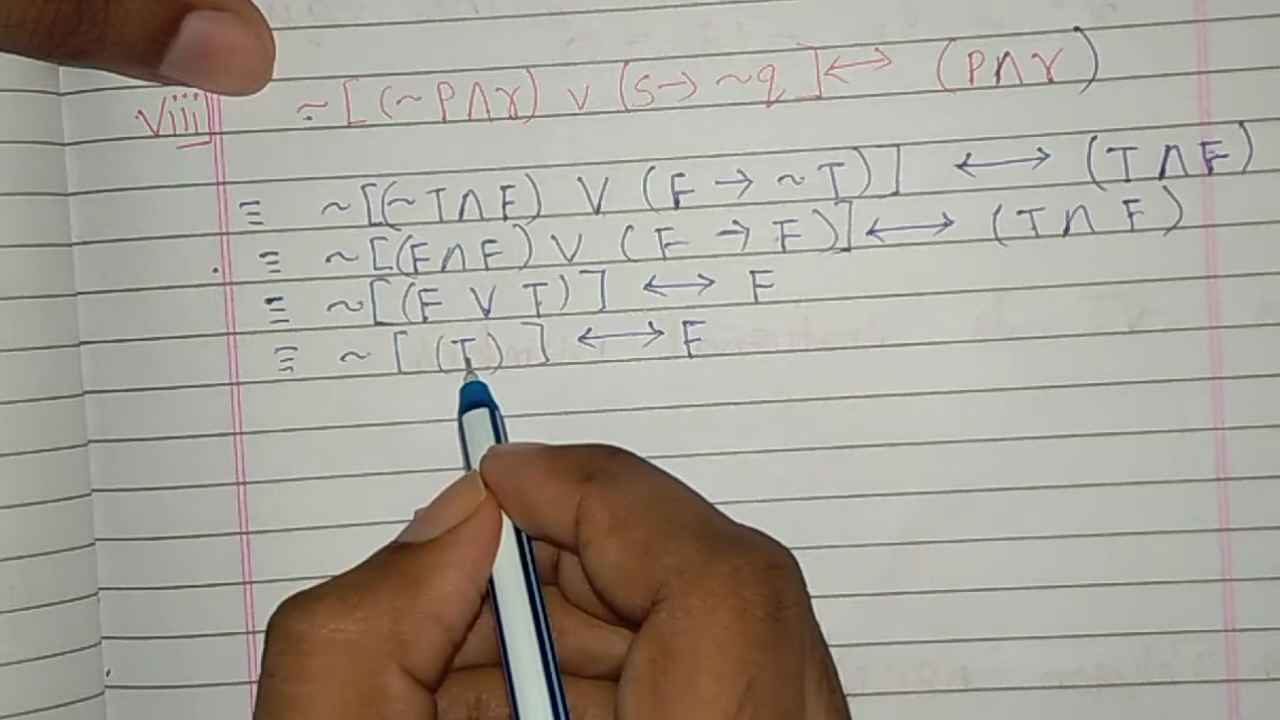 viii] ~[(~p∧r) ∨ (s→ ~q]↔ (p∧r)
≡ ~[(~T∧F) ∨ (F → ~T)] ↔ (T∧F)
≡ ~[(F∧F) ∨ (F → F)]↔ (T∧F)
≡ ~[(F ∨ T)] ↔ F
≡ ~[(T)] ↔ F